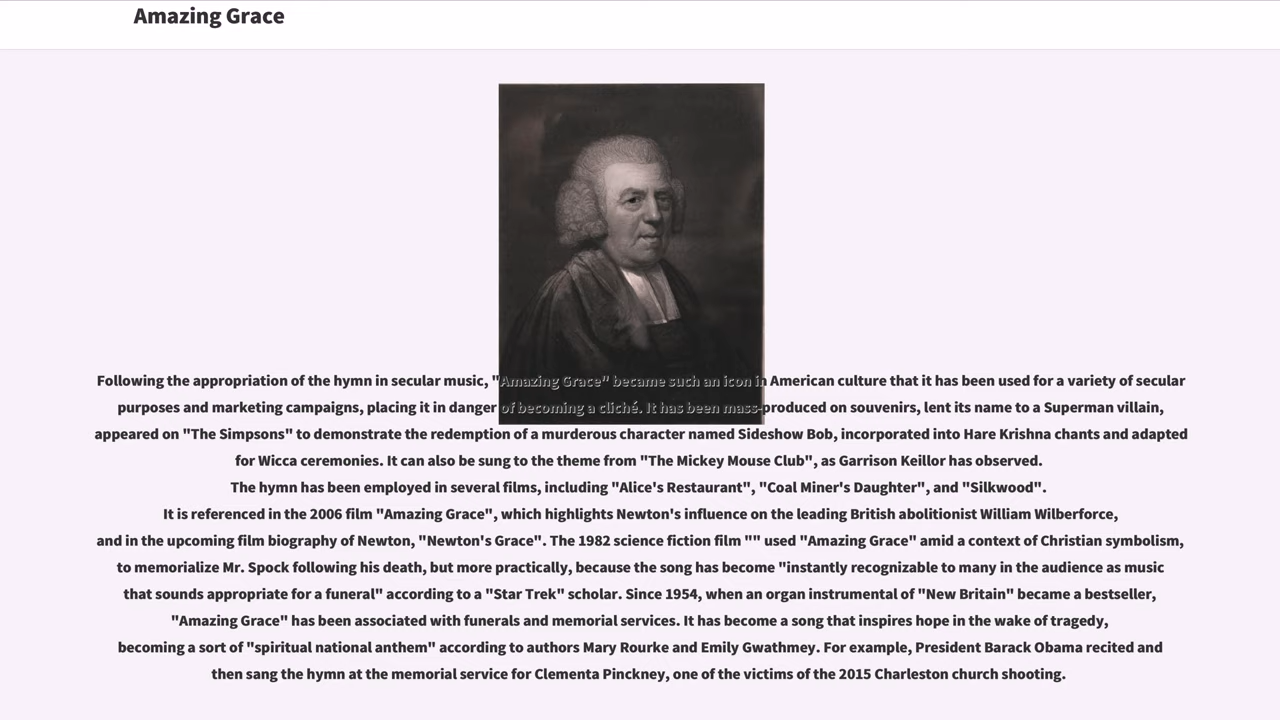 Amazing Grace
Following the appropriation of the hymn in secular music, "Amazing Grace" became such an icon in American culture that it has been used for a variety of secular
purposes and marketing campaigns, placing it in danger of becoming a cliché. It has been mass-produced on souvenirs, lent its name to a Superman villain,
appeared on "The Simpsons" to demonstrate the redemption of a murderous character named Sideshow Bob, incorporated into Hare Krishna chants and adapted
for Wicca ceremonies. It can also be sung to the theme from "The Mickey Mouse Club", as Garrison Keillor has observed.
The hymn has been employed in several films, including "Alice's Restaurant", "Coal Miner's Daughter", and "Silkwood".
It is referenced in the 2006 film "Amazing Grace", which highlights Newton's influence on the leading British abolitionist William Wilberforce,
and in the upcoming film biography of Newton, "Newton's Grace". The 1982 science fiction film "" used "Amazing Grace" amid a context of Christian symbolism,
to memorialize Mr. Spock following his death, but more practically, because the song has become "instantly recognizable to many in the audience as music
that sounds appropriate for a funeral" according to a "Star Trek" scholar. Since 1954, when an organ instrumental of "New Britain" became a bestseller,
"Amazing Grace" has been associated with funerals and memorial services. It has become a song that inspires hope in the wake of tragedy,
becoming a sort of "spiritual national anthem" according to authors Mary Rourke and Emily Gwathmey. For example, President Barack Obama recited and
then sang the hymn at the memorial service for Clementa Pinckney, one of the victims of the 2015 Charleston church shooting.